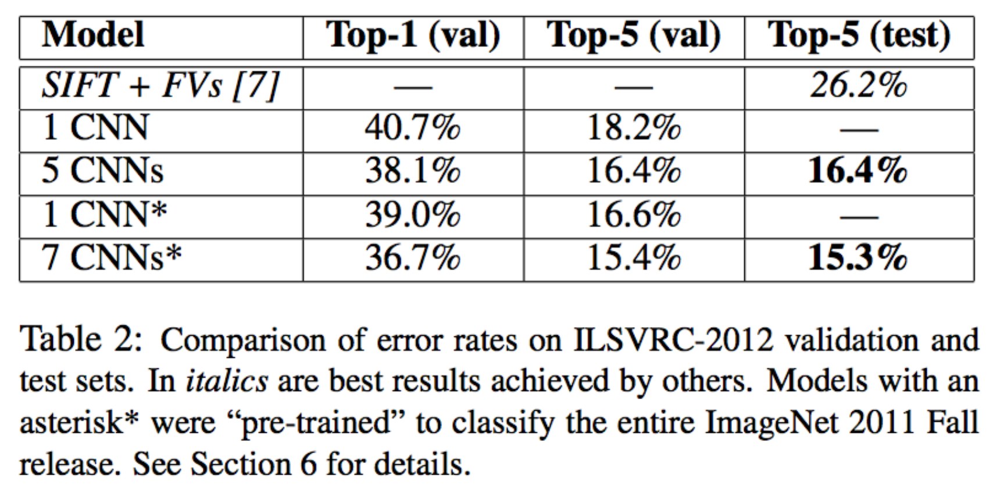 Model Top-1 (val) Top-5 (val) Top-5 (test)
SIFT + FVs [7] — — 26.2%
1 CNN 40.7% 18.2% —
5 CNNs 38.1% 16.4% 16.4%
1 CNN* 39.0% 16.6% —
7 CNNs* 36.7% 15.4% 15.3%
Table 2: Comparison of error rates on ILSVRC-2012 validation and
test sets. In italics are best results achieved by others. Models with an
asterisk* were “pre-trained” to classify the entire ImageNet 2011 Fall
release. See Section 6 for details.